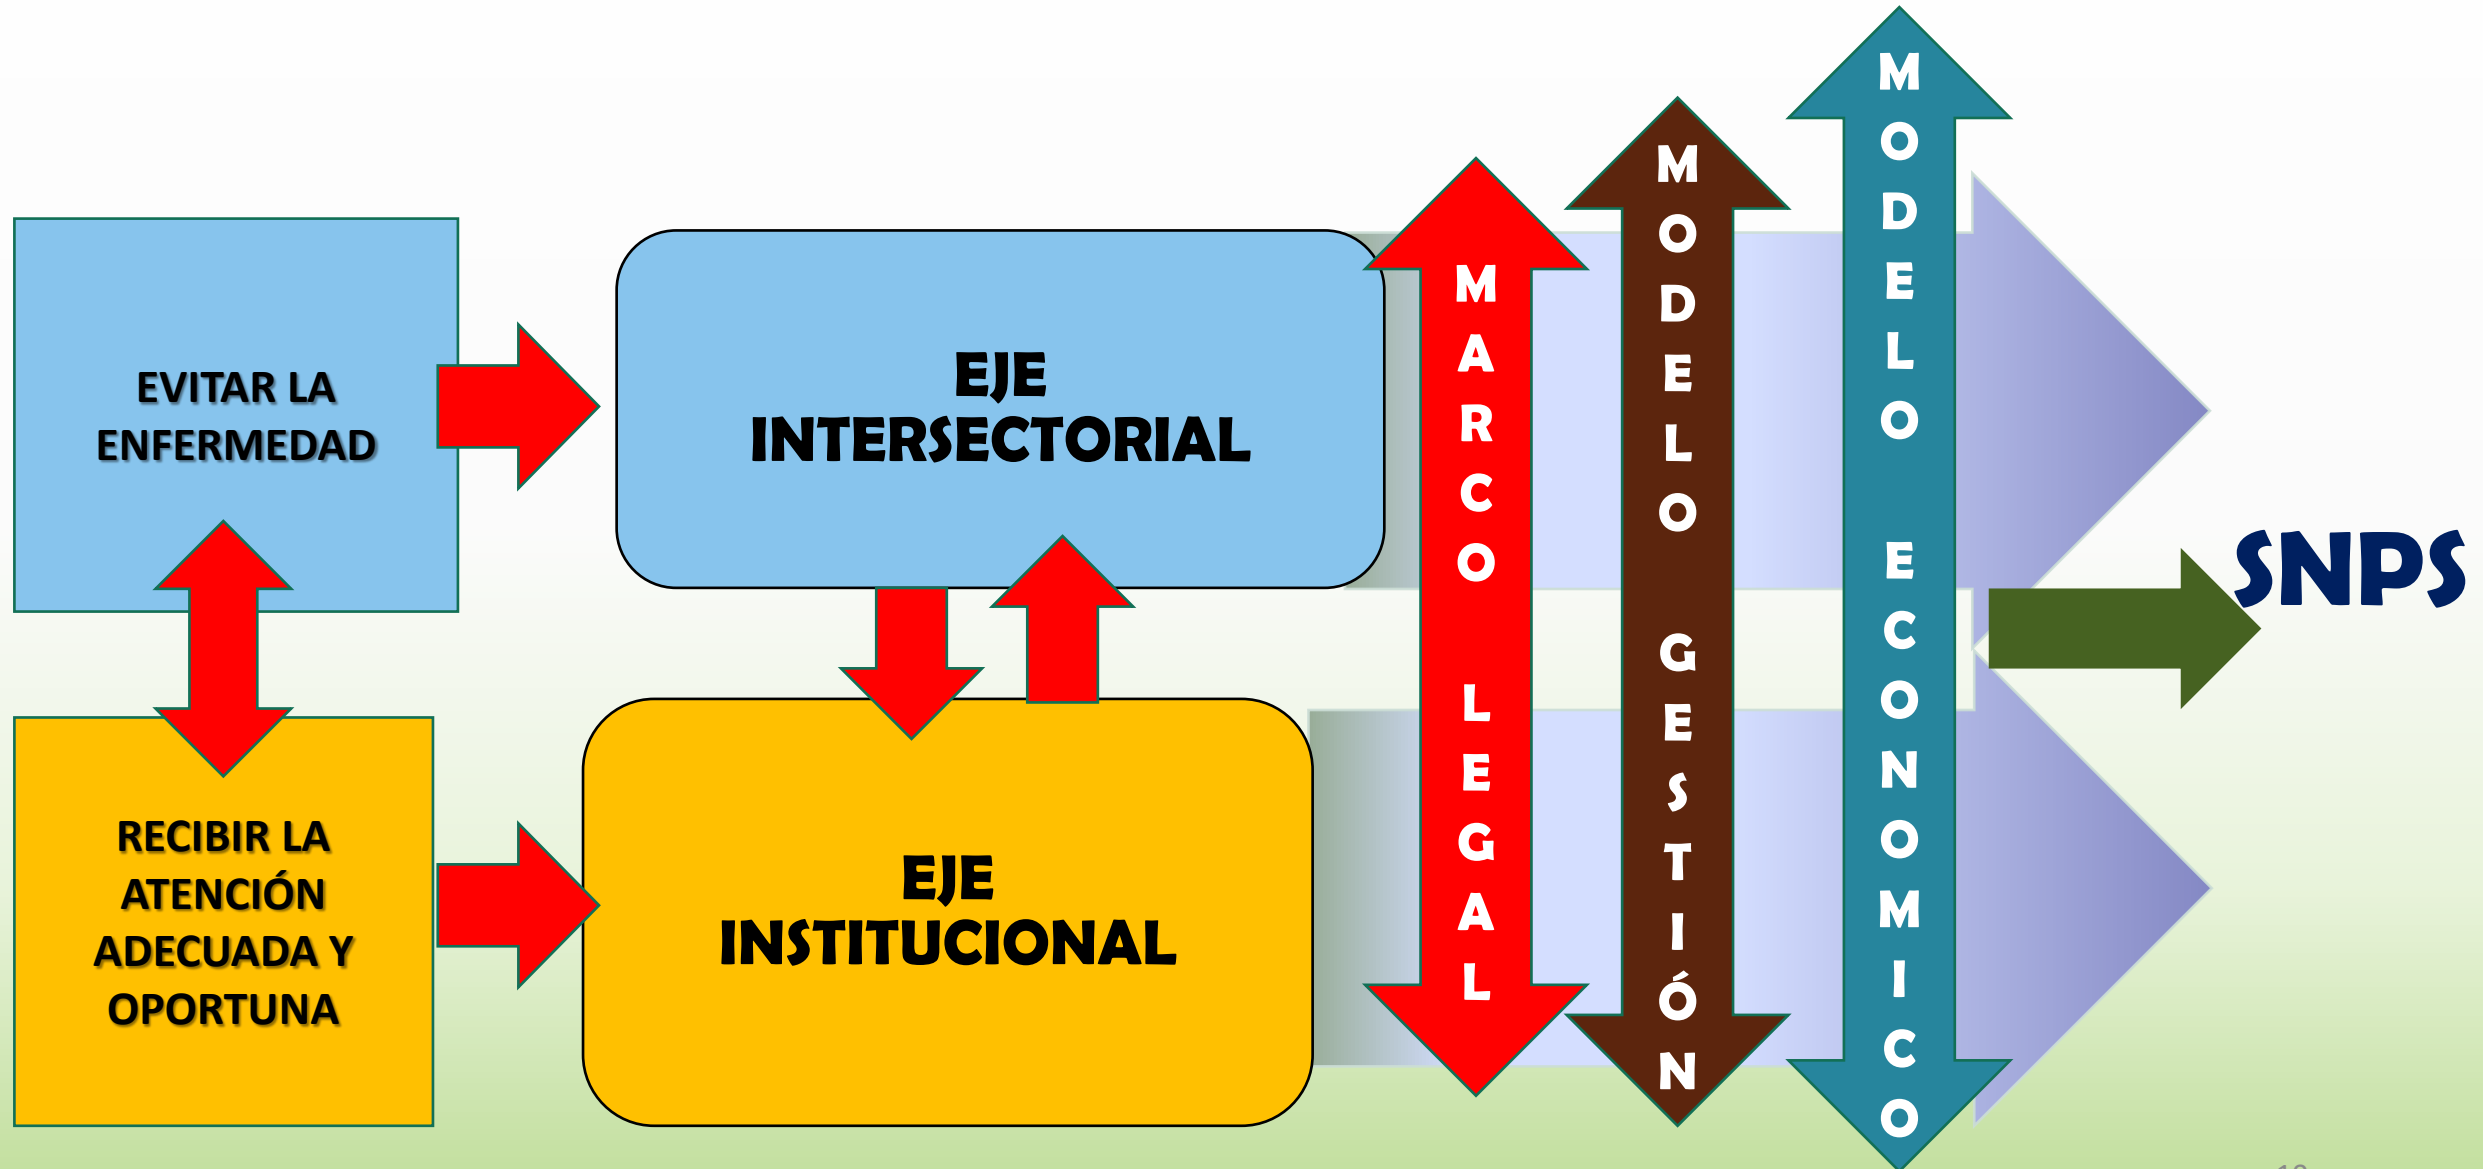 EVITAR LA
ENFERMEDAD
EJE
INTERSECTORIAL
RECIBIR LA
ATENCIÓN
ADECUADA Y
OPORTUNA
EJE
INSTITUCIONAL
MARCO LEGAL
MODELO GESTIÓN
MODELO ECONOMICO
SNPS